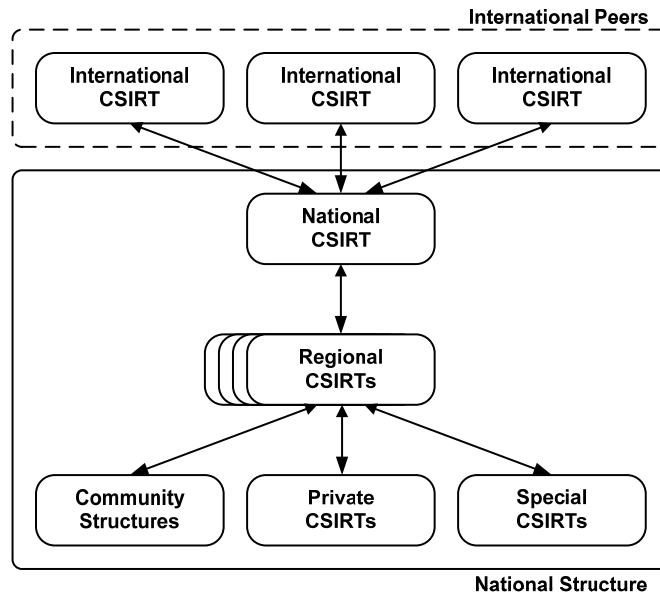 International Peers
International
CSIRT
International
CSIRT
International
CSIRT
National
CSIRT
Regional
CSIRTs
Community
Structures
Private
CSIRTs
Special
CSIRTs
National Structure